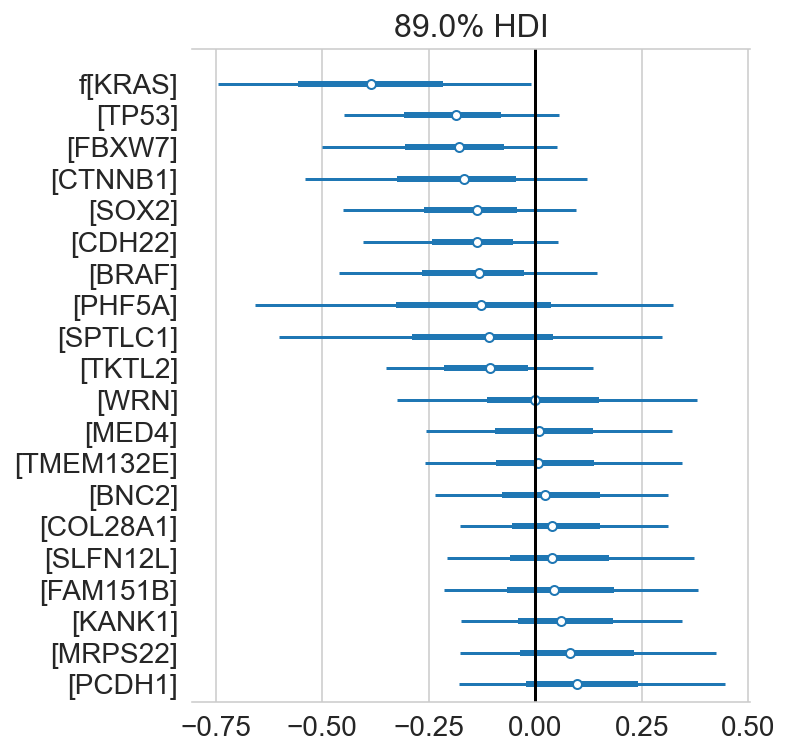 89.0% HDI
f[KRAS]
[TP53]
[FBXW7]
[CTNNB1]
[SOX2]
[CDH22]
[BRAF]
[PHF5A]
[SPTLC1]
[TKTL2]
[WRN]
[MED4]
[TMEM132E]
[BNC2]
[COL28A1]
[SLFN12L]
[FAM151B]
[KANK1]
[MRPS22]
[PCDH1]
−0.75 −0.50 −0.25 0.00 0.25 0.50